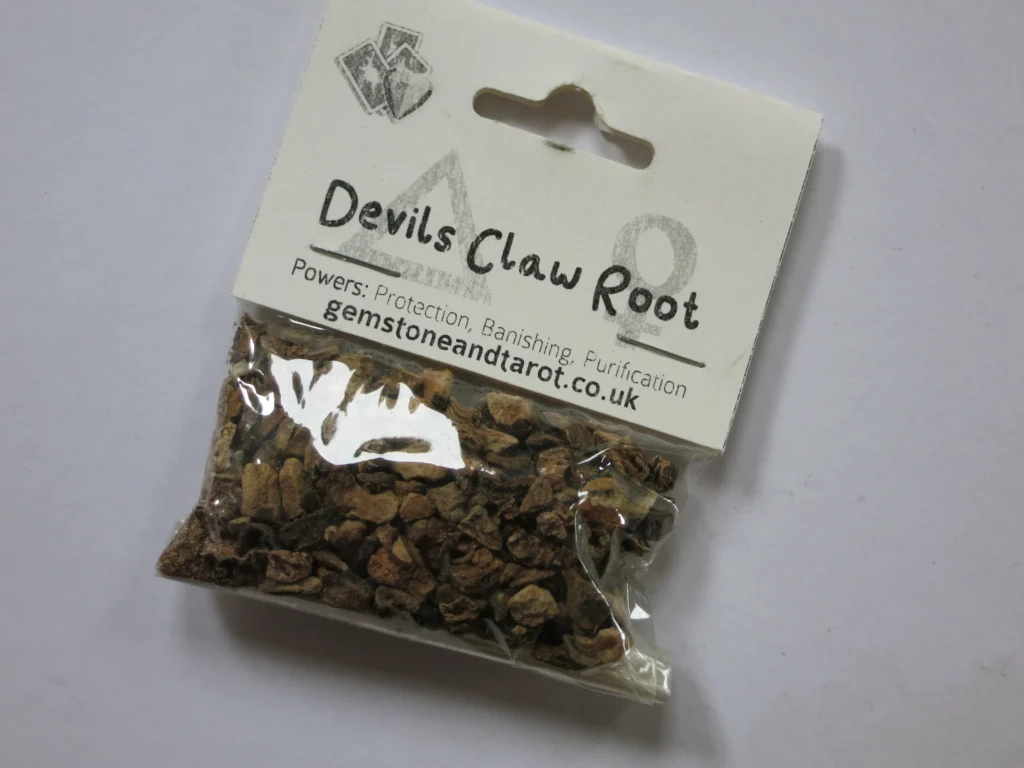 Devils Claw Root
Powers: Protection, Banishing, Purification
gemstoneandtarot.co.uk